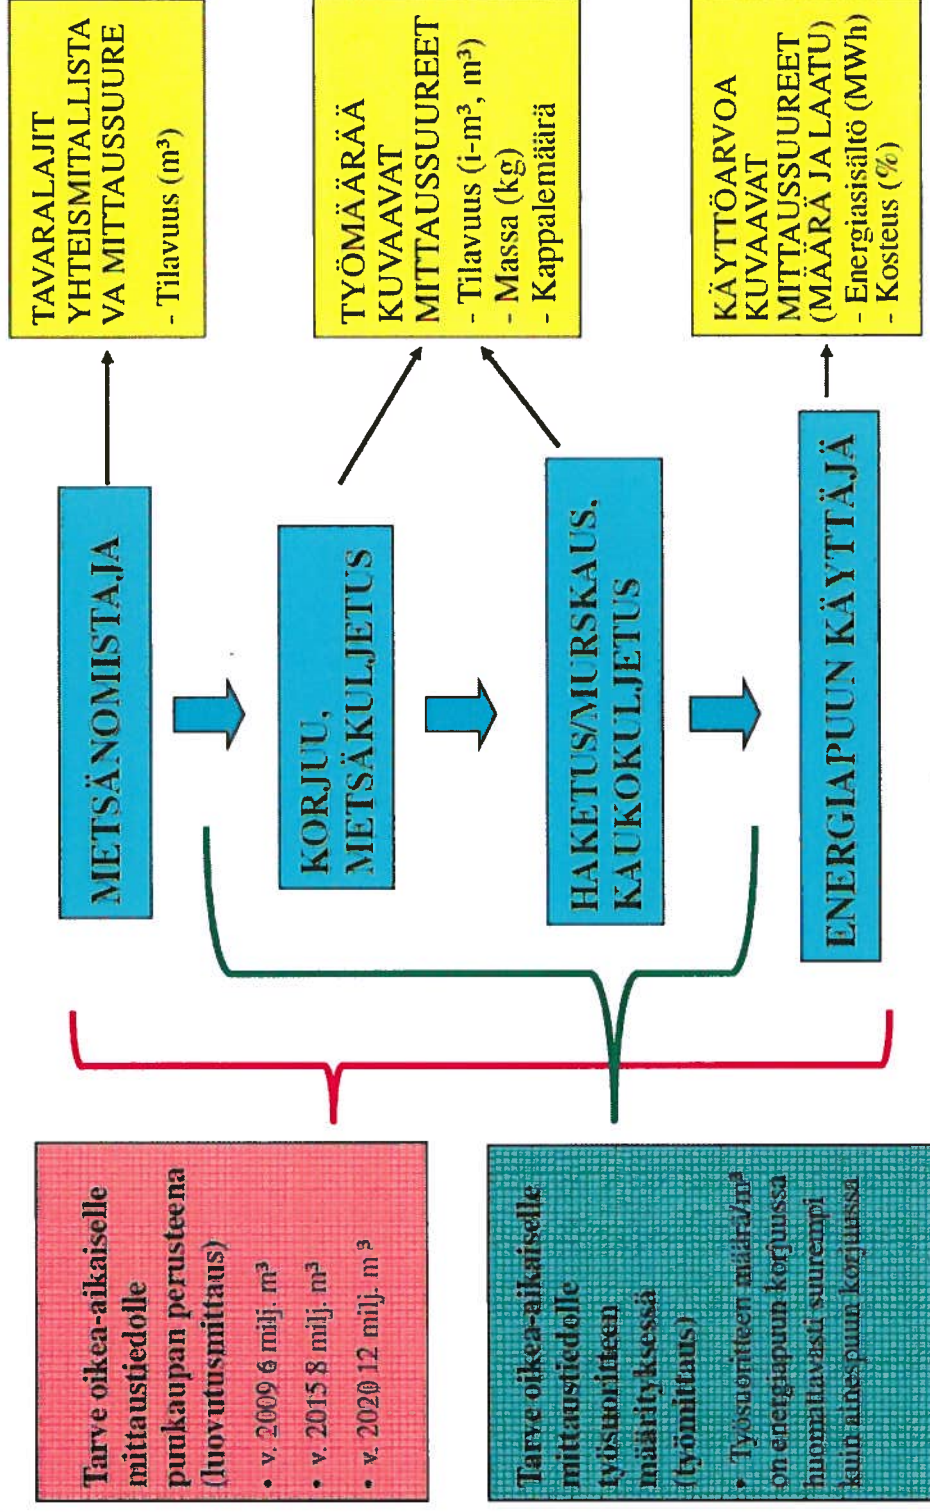 Tarve oikea-aikaiselle
mittaustiedolle
puukaupan perusteena
(luovutusmittaus)
• v. 2009 6 milj. m³
• v. 2015 8 milj. m³
• v. 2020 12 milj. m³
Tarve oikea-aikaiselle
mittaustiedolle
työsuoritteen
määrityksessä
(työmittaus)
• Työsuoritteen määrä/m³
on energiapuun korjuussa
huomattavasti suurempi
kuin ainespuun korjuussa
METSÄNOMISTAJA
KORJUU,
METSÄKULJETUS
HAKETUS/MURSKAUS,
KAUKOKULJETUS
ENERGIAPUUN KÄYTTÄJÄ
TAVARALAJIT
YHTEISMITALLISTA
VA MITTAUSSUURE
- Tilavuus (m³)
TYÖMÄÄRÄÄ
KUVAAVAT
MITTAUSSUUREET
- Tilavuus (i-m³, m³)
- Massa (kg)
- Kappalemäärä
KÄYTTÖARVOA
KUVAAVAT
MITTAUSSUUREET
(MÄÄRÄ JA LAATU)
- Energiasisältö (MWh)
- Kosteus (%)